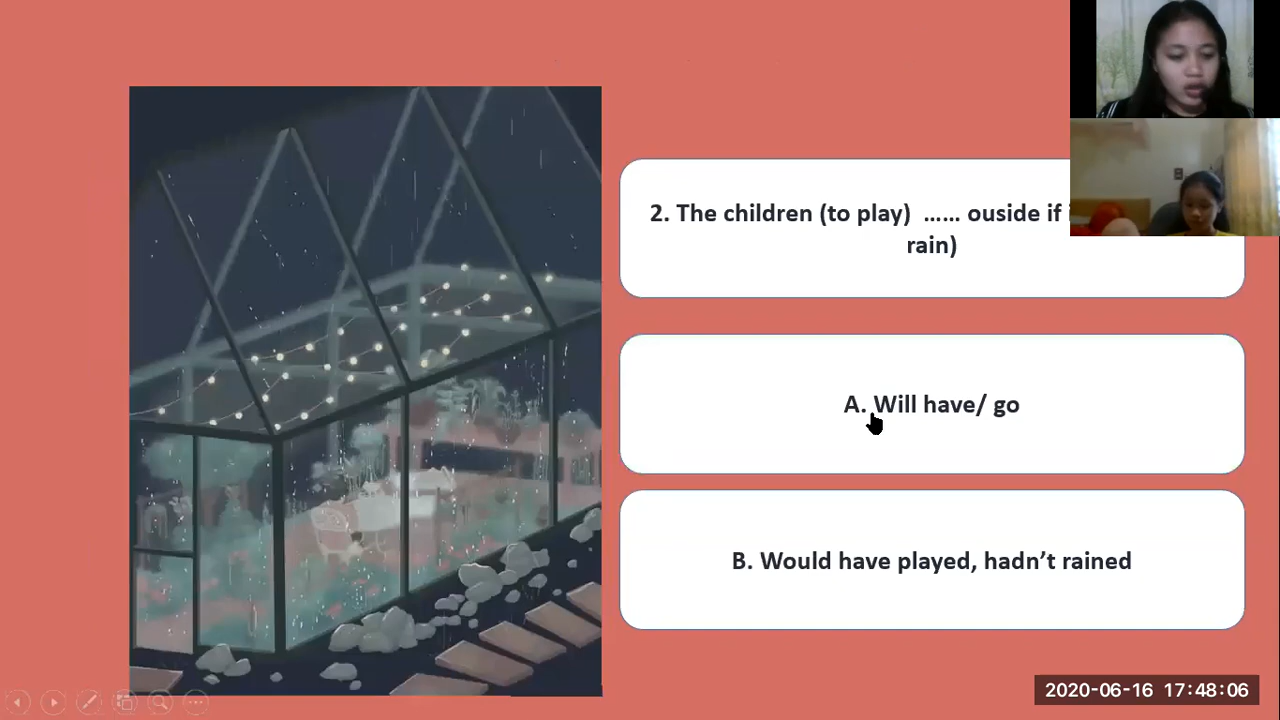 2. The children (to play) …… ouside if
rain)
A. Will have/ go
B. Would have played, hadn’t rained
2020-06-16 17:48:06